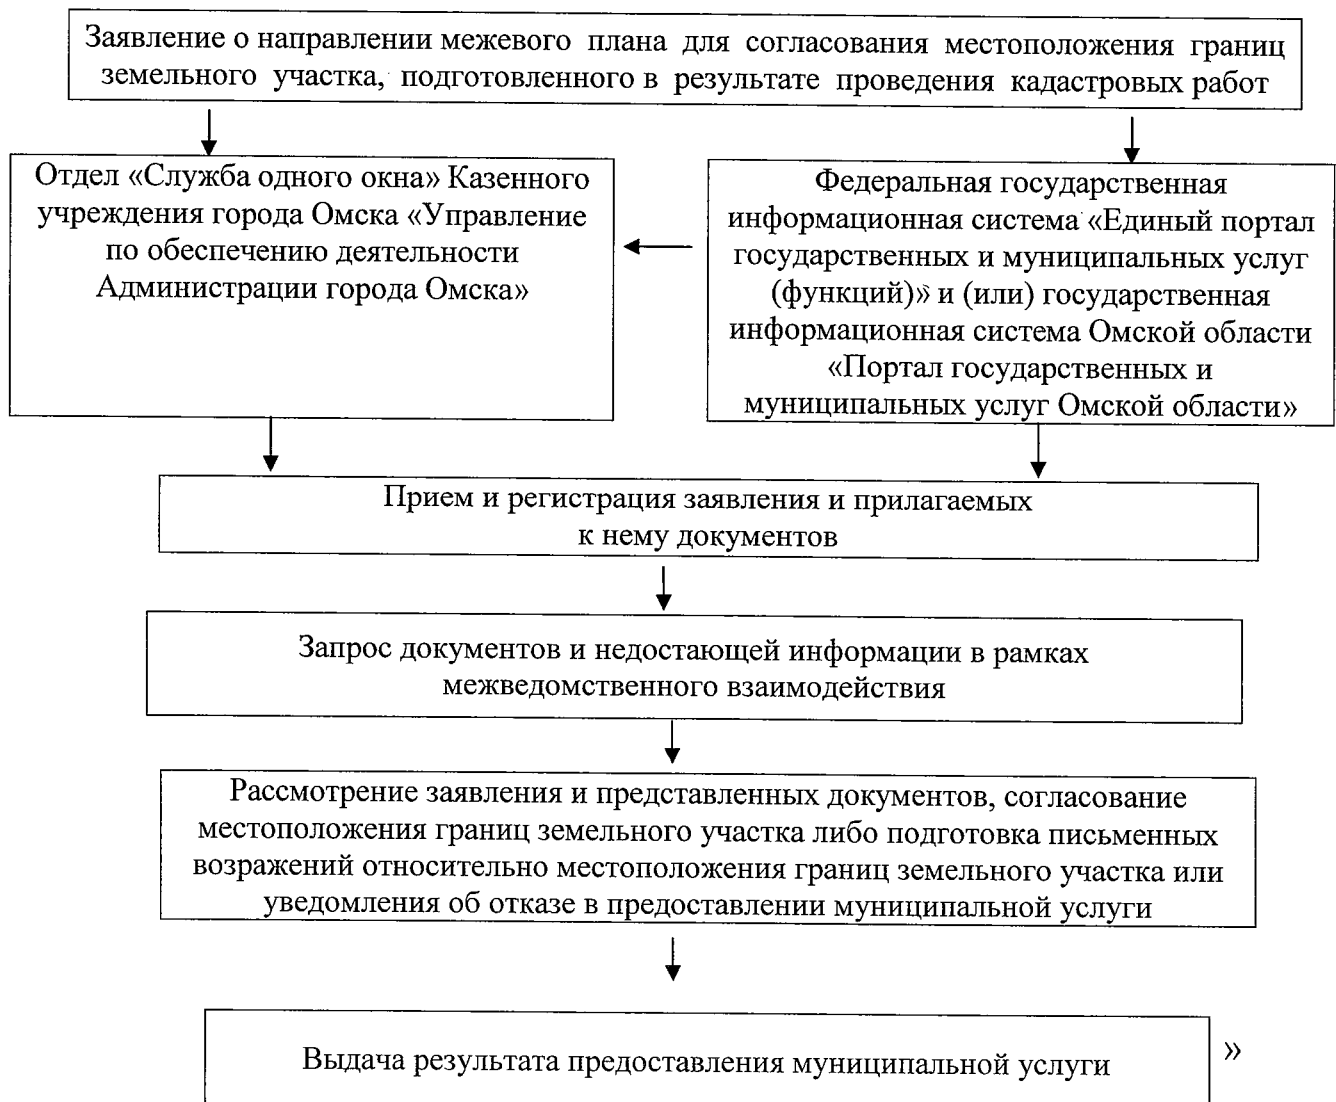 Заявление о направлении межевого плана для согласования местоположения границ
земельного участка, подготовленного в результате проведения кадастровых работ
Отдел «Служба одного окна» Казенного
учреждения города Омска «Управление
по обеспечению деятельности
Администрации города Омска»
Федеральная государственная
информационная система «Единый портал
государственных и муниципальных услуг
(функций)» и (или) государственная
информационная система Омской области
«Портал государственных и
муниципальных услуг Омской области»
Прием и регистрация заявления и прилагаемых
к нему документов
Запрос документов и недостающей информации в рамках
межведомственного взаимодействия
Рассмотрение заявления и представленных документов, согласование
местоположения границ земельного участка либо подготовка письменных
возражений относительно местоположения границ земельного участка или
уведомления об отказе в предоставлении муниципальной услуги
Выдача результата предоставления муниципальной услуги »